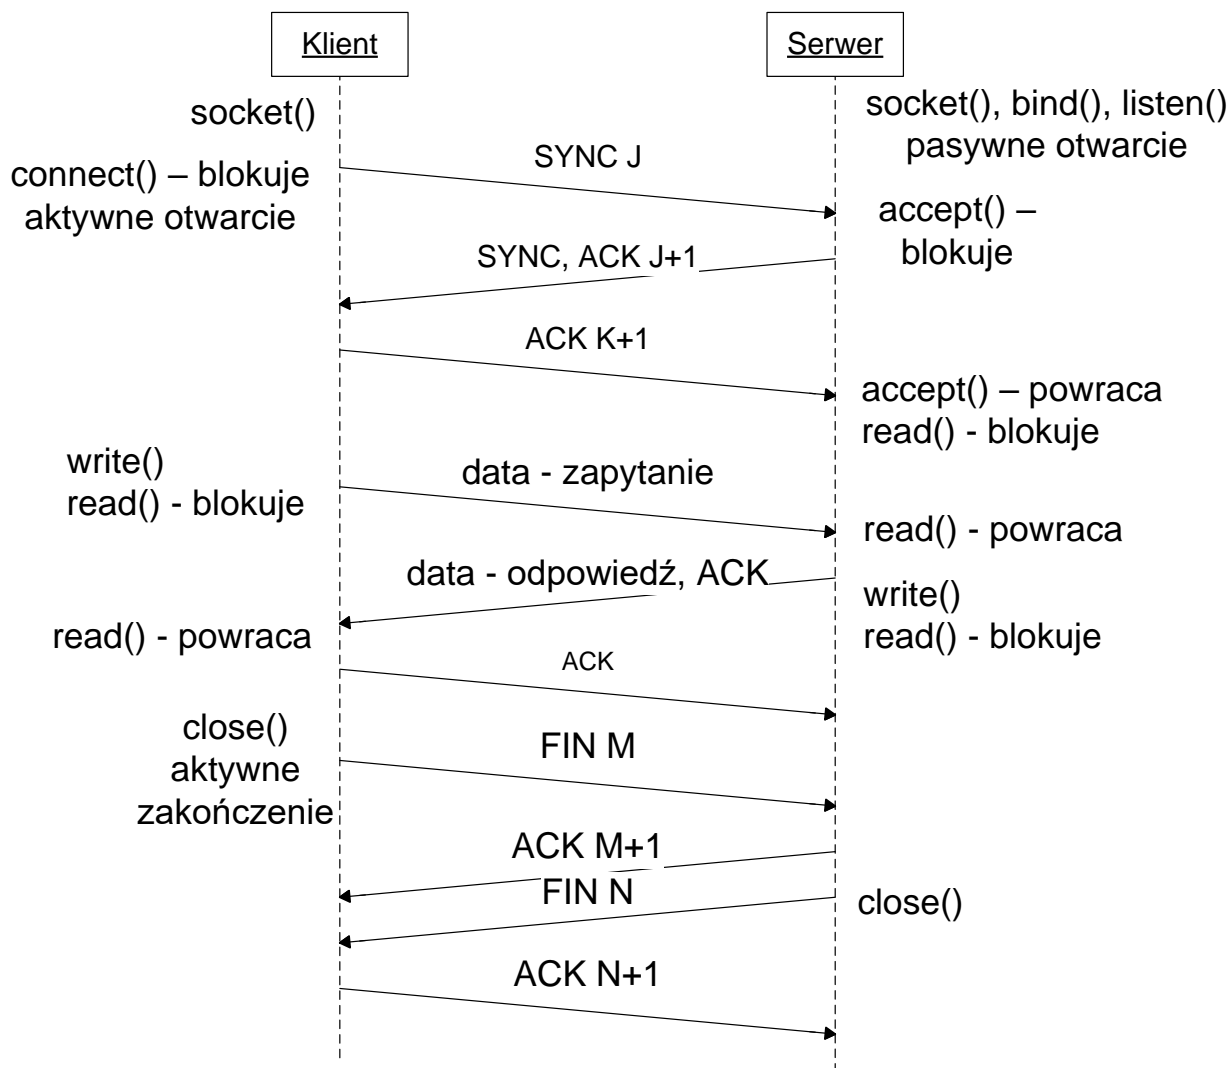 Klient
Serwer
socket()
socket(), bind(), listen()
pasywne otwarcie
SYNC J
connect() – blokuje
aktywne otwarcie
accept() –
blokuje
SYNC, ACK J+1
ACK K+1
accept() – powraca
read() - blokuje
write()
read() - blokuje
data - zapytanie
read() - powraca
data - odpowiedź, ACK
write()
read() - blokuje
read() - powraca
ACK
close()
aktywne
zakończenie
FIN M
ACK M+1
FIN N
close()
ACK N+1